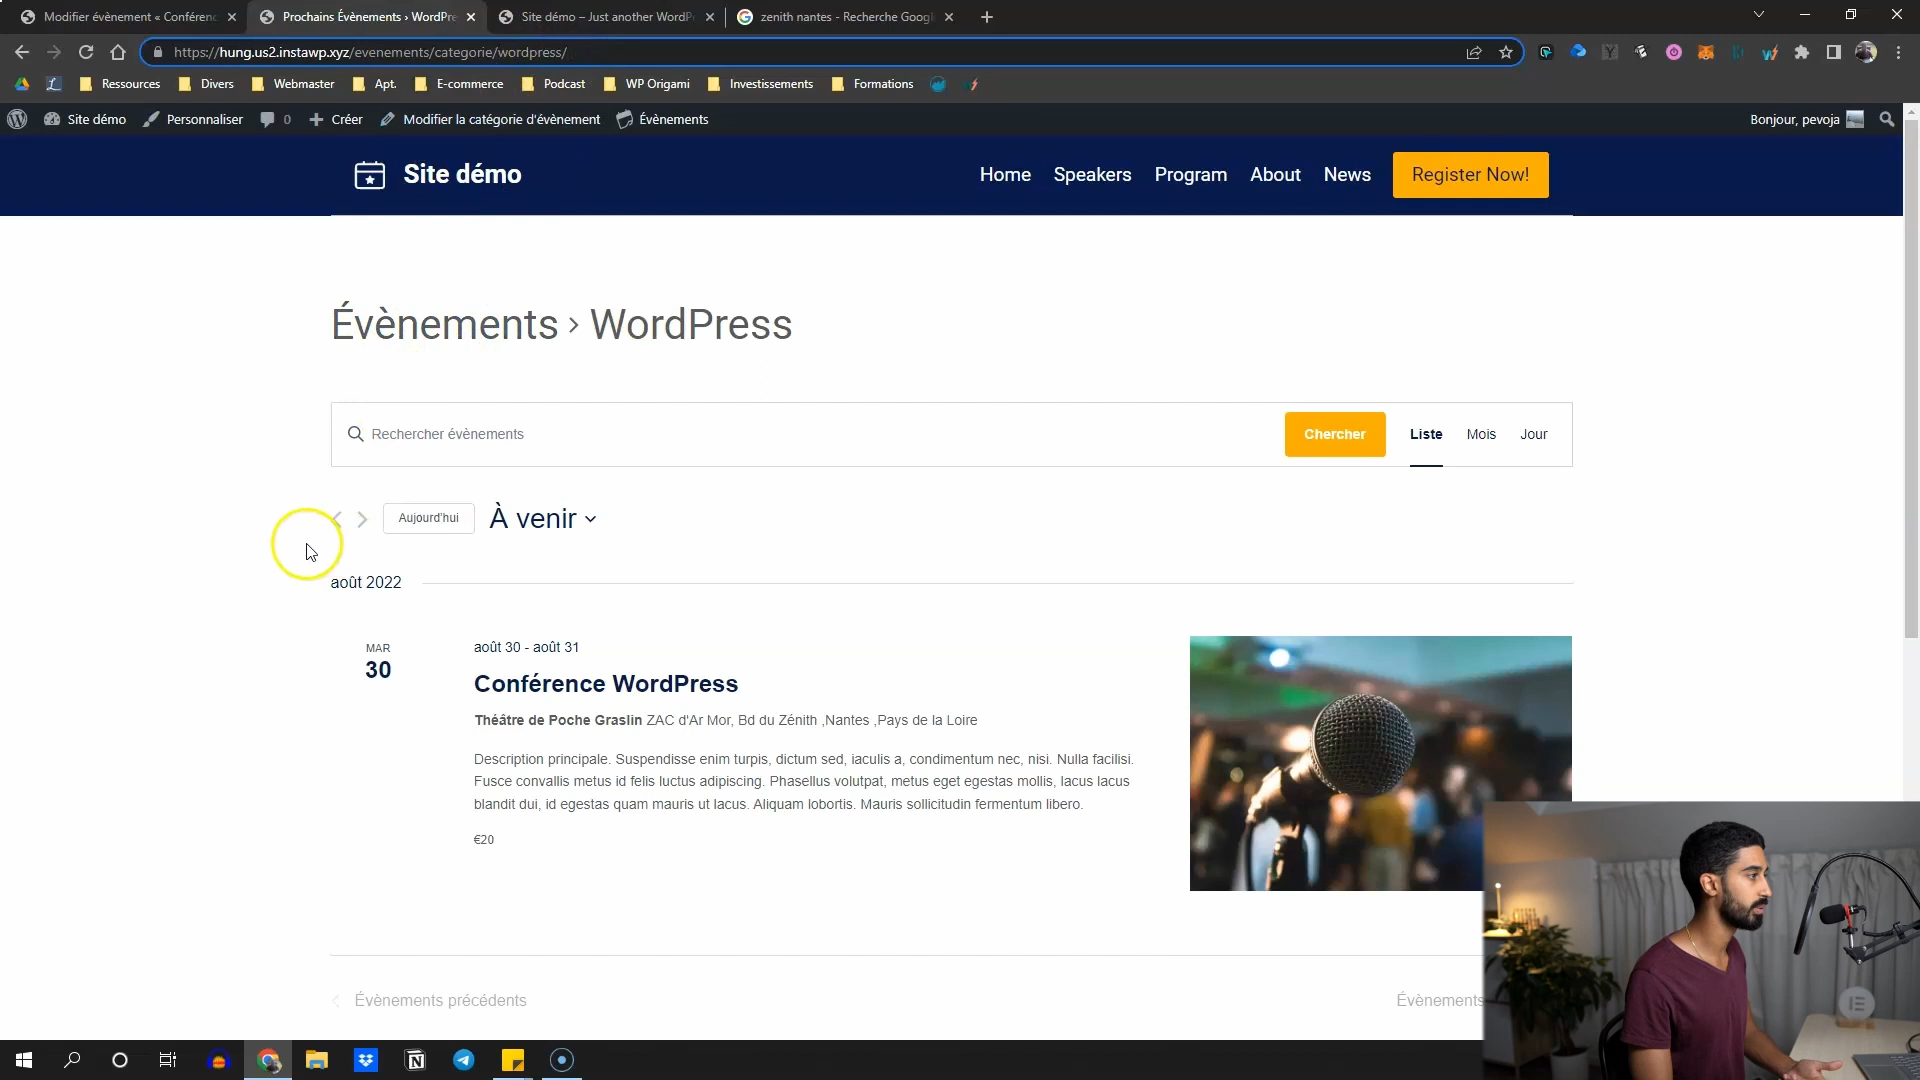 Modifier évènement « Conférenc
Prochains Évènements › WordPre
Site démo – Just another WordPr
zenith nantes - Recherche Googl
https://hung.us2.instawp.xyz/evenements/categorie/wordpress/
Ressources
Divers
Webmaster
Apt.
E-commerce
Podcast
WP Origami
Investissements
Formations
Site démo
Personnaliser
0
Créer
Modifier la catégorie d'évènement
Évènements
Bonjour, pevoja
Site démo
Home
Speakers
Program
About
News
Register Now!
Évènements › WordPress
Rechercher évènements
Chercher
Liste
Mois
Jour
Aujourd'hui
À venir
août 2022
MAR
30
août 30 - août 31
Conférence WordPress
Théâtre de Poche Graslin ZAC d'Ar Mor, Bd du Zénith ,Nantes ,Pays de la Loire
Description principale. Suspendisse enim turpis, dictum sed, iaculis a, condimentum nec, nisi. Nulla facilisi.
Fusce convallis metus id felis luctus adipiscing. Phasellus volutpat, metus eget egestas mollis, lacus lacus
blandit dui, id egestas quam mauris ut lacus. Aliquam lobortis. Mauris sollicitudin fermentum libero.
€20
Évènements précédents
Évènements